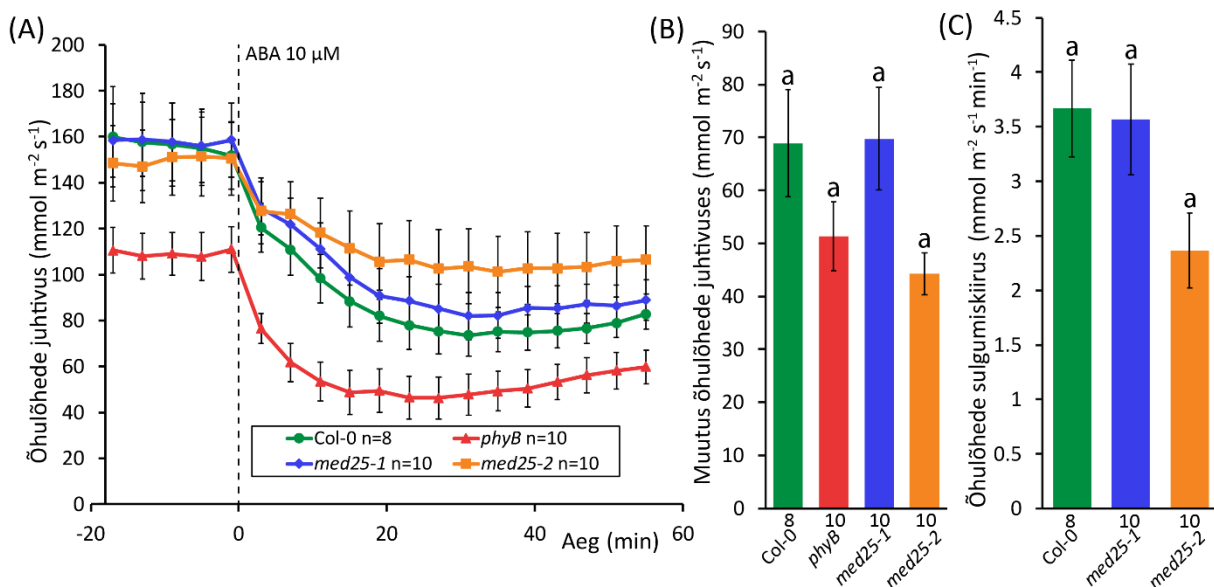 (A)
Õhulõhede juhtivus (mmol m⁻² s⁻¹)
200
180
160
140
120
100
80
60
40
20
0
ABA 10 µM
Col-0 n=8
phyB n=10
med25-1 n=10
med25-2 n=10
-20
0
20
40
60
Aeg (min)
(B)
Muutus õhulõhede juhtivuses (mmol m⁻² s⁻¹)
90
80
70
60
50
40
30
20
10
0
a
a
a
a
8
10
10
10
Col-0
phyB
med25-1
med25-2
(C)
Õhulõhede sulgumiskiirus (mmol m⁻² s⁻¹ min⁻¹)
4.5
4
3.5
3
2.5
2
1.5
1
0.5
0
a
a
a
8
10
10
Col-0
med25-1
med25-2